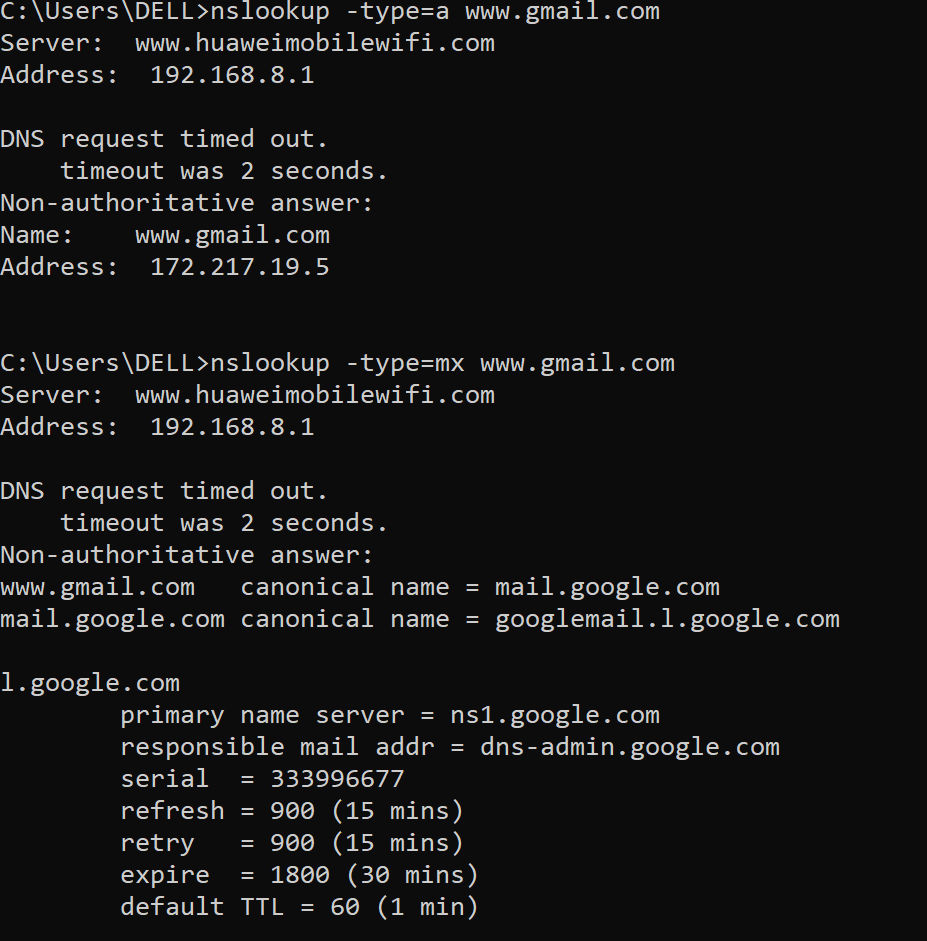 C:\Users\DELL>nslookup -type=a www.gmail.com
Server:  www.huaweimobilewifi.com
Address:  192.168.8.1
DNS request timed out.
    timeout was 2 seconds.
Non-authoritative answer:
Name:    www.gmail.com
Address:  172.217.19.5
C:\Users\DELL>nslookup -type=mx www.gmail.com
Server:  www.huaweimobilewifi.com
Address:  192.168.8.1
DNS request timed out.
    timeout was 2 seconds.
Non-authoritative answer:
www.gmail.com   canonical name = mail.google.com
mail.google.com canonical name = googlemail.l.google.com
l.google.com
        primary name server = ns1.google.com
        responsible mail addr = dns-admin.google.com
        serial  = 333996677
        refresh = 900 (15 mins)
        retry   = 900 (15 mins)
        expire  = 1800 (30 mins)
        default TTL = 60 (1 min)